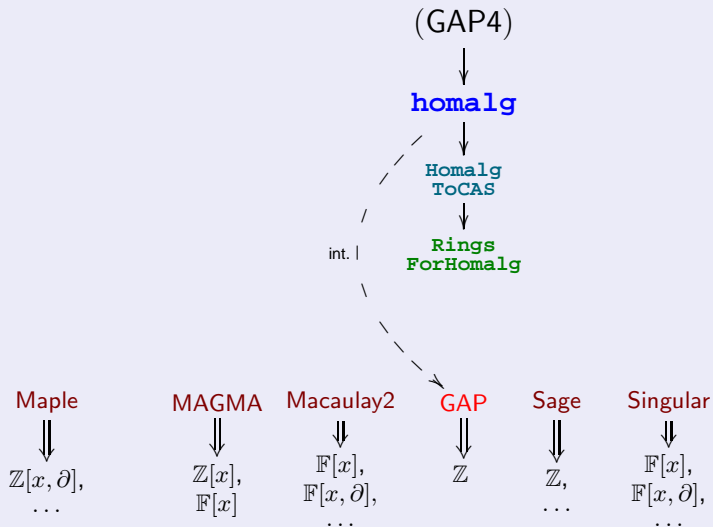 (GAP4)
homalg
Homalg
ToCAS
Rings
ForHomalg
int.
Maple MAGMA Macaulay2 GAP Sage Singular
ℤ[x, ∂], ℤ[x], 𝔽[x], ℤ ℤ, 𝔽[x],
... 𝔽[x] 𝔽[x, ∂], ... 𝔽[x, ∂],
... ...